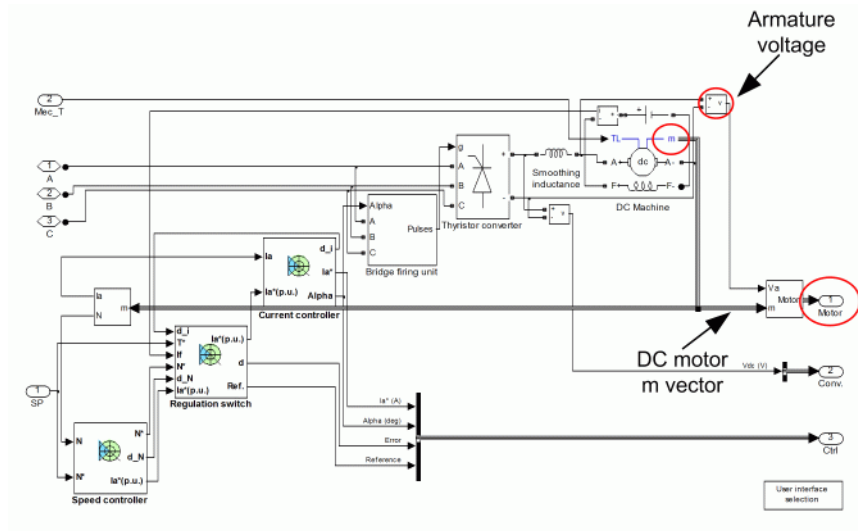 Armature
voltage
2
Mec_T
+
-
v
+
-
v
+
-
TL
m
g
A
B
C
+
-
1
A
2
B
3
C
Smoothing
inductance
A+
dc
A-
F+
F-
DC Machine
Thyristor converter
+
-
v
Alpha
A
B
C
Pulses
Bridge firing unit
Ia
d_i
Ia*
Ia*(p.u.)
Alpha
Current controller
Ia
N
m
Va
m
Motor
1
Motor
d_i
T*
If
N*
d_N
Ia*(p.u.)
Ia*(p.u.)
d
Ref.
Regulation switch
DC motor
m vector
Vdc (V)
2
Conv.
1
SP
Ia* (A)
Alpha (deg)
Error
Reference
3
Ctrl
N
N*
N*
d_N
Ia*(p.u.)
Speed controller
User interface
selection